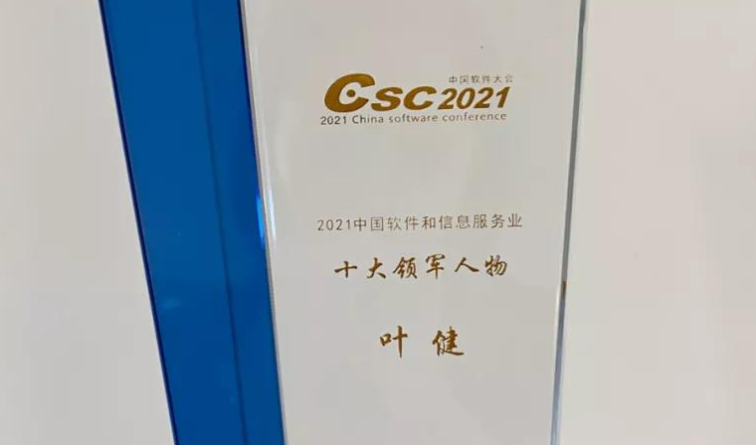 中国软件大会
CSC2021
2021 China software conference
2021中国软件和信息服务业
十大领军人物
叶健